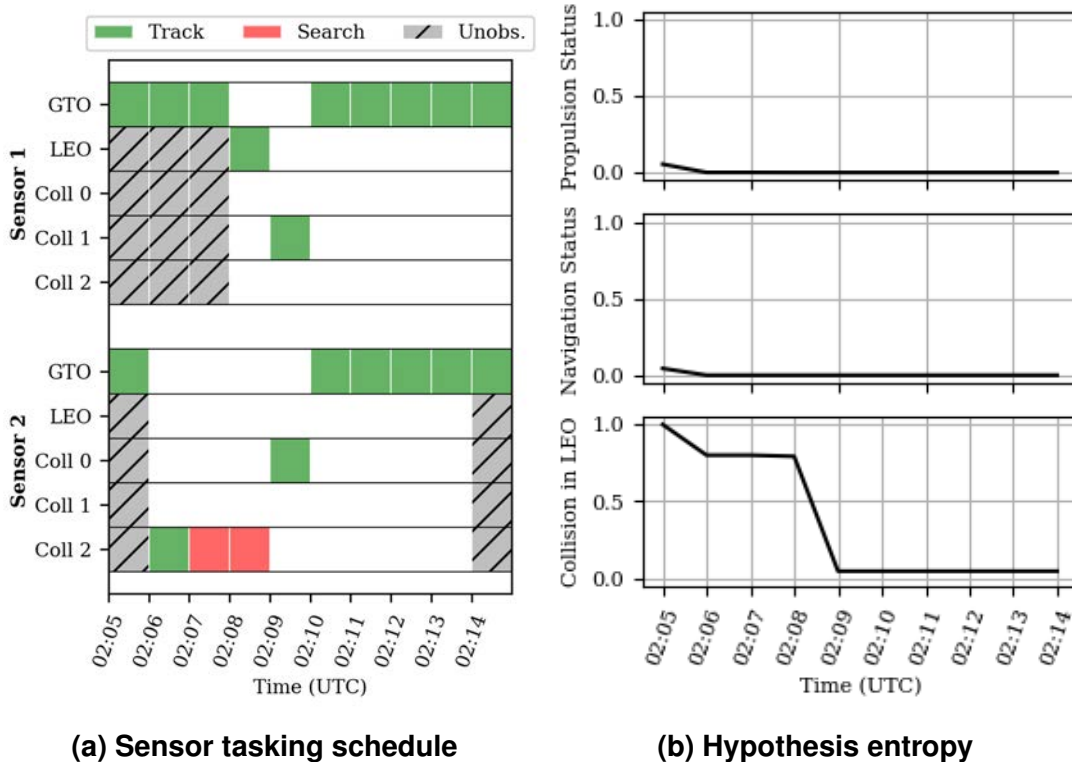 Track Search Unobs.
Sensor 1
GTO
LEO
Coll 0
Coll 1
Coll 2
Sensor 2
GTO
LEO
Coll 0
Coll 1
Coll 2
02:05 02:06 02:07 02:08 02:09 02:10 02:11 02:12 02:13 02:14
Time (UTC)
(a) Sensor tasking schedule
Propulsion Status
1.0
0.5
0.0
Navigation Status
1.0
0.5
0.0
Collision in LEO
1.0
0.5
0.0
02:05 02:06 02:07 02:08 02:09 02:10 02:11 02:12 02:13 02:14
Time (UTC)
(b) Hypothesis entropy